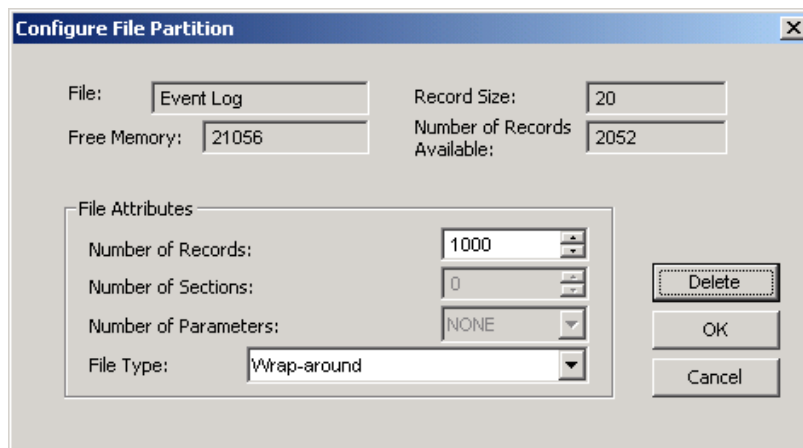 Configure File Partition
File: Event Log Record Size: 20
Free Memory: 21056 Number of Records Available: 2052
File Attributes
Number of Records: 1000
Number of Sections: 0
Number of Parameters: NONE
File Type: Wrap-around
Delete
OK
Cancel